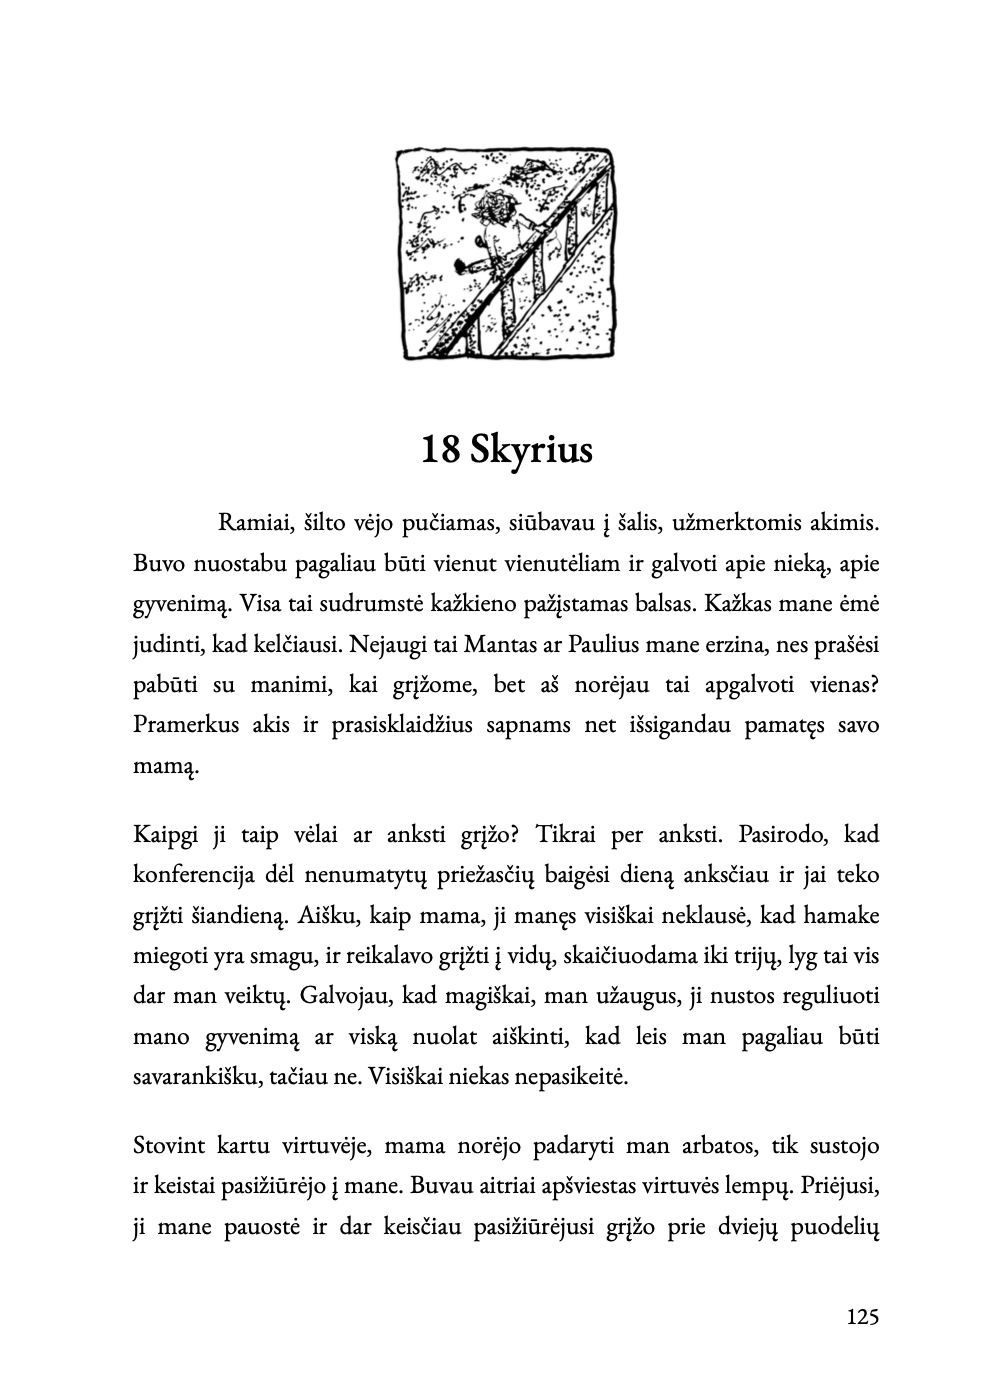 18 Skyrius
Ramiai, šilto vėjo pučiamas, siūbavau į šalis, užmerktomis akimis.
Buvo nuostabu pagaliau būti vienut vienutėliam ir galvoti apie nieką, apie
gyvenimą. Visa tai sudrumstė kažkieno pažįstamas balsas. Kažkas mane ėmė
judinti, kad kelčiausi. Nejaugi tai Mantas ar Paulius mane erzina, nes prašėsi
pabūti su manimi, kai grįžome, bet aš norėjau tai apgalvoti vienas?
Pramerkus akis ir prasisklaidžius sapnams net išsigandau pamatęs savo
mamą.
Kaipgi ji taip vėlai ar anksti grįžo? Tikrai per anksti. Pasirodo, kad
konferencija dėl nenumatytų priežasčių baigėsi dieną anksčiau ir jai teko
grįžti šiandieną. Aišku, kaip mama, ji manęs visiškai neklausė, kad hamake
miegoti yra smagu, ir reikalavo grįžti į vidų, skaičiuodama iki trijų, lyg tai vis
dar man veiktų. Galvojau, kad magiškai, man užaugus, ji nustos reguliuoti
mano gyvenimą ar viską nuolat aiškinti, kad leis man pagaliau būti
savarankišku, tačiau ne. Visiškai niekas nepasikeitė.
Stovint kartu virtuvėje, mama norėjo padaryti man arbatos, tik sustojo
ir keistai pasižiūrėjo į mane. Buvau aitriai apšviestas virtuvės lempų. Priėjusi,
ji mane pauostė ir dar keisčiau pasižiūrėjusi grįžo prie dviejų puodelių
125